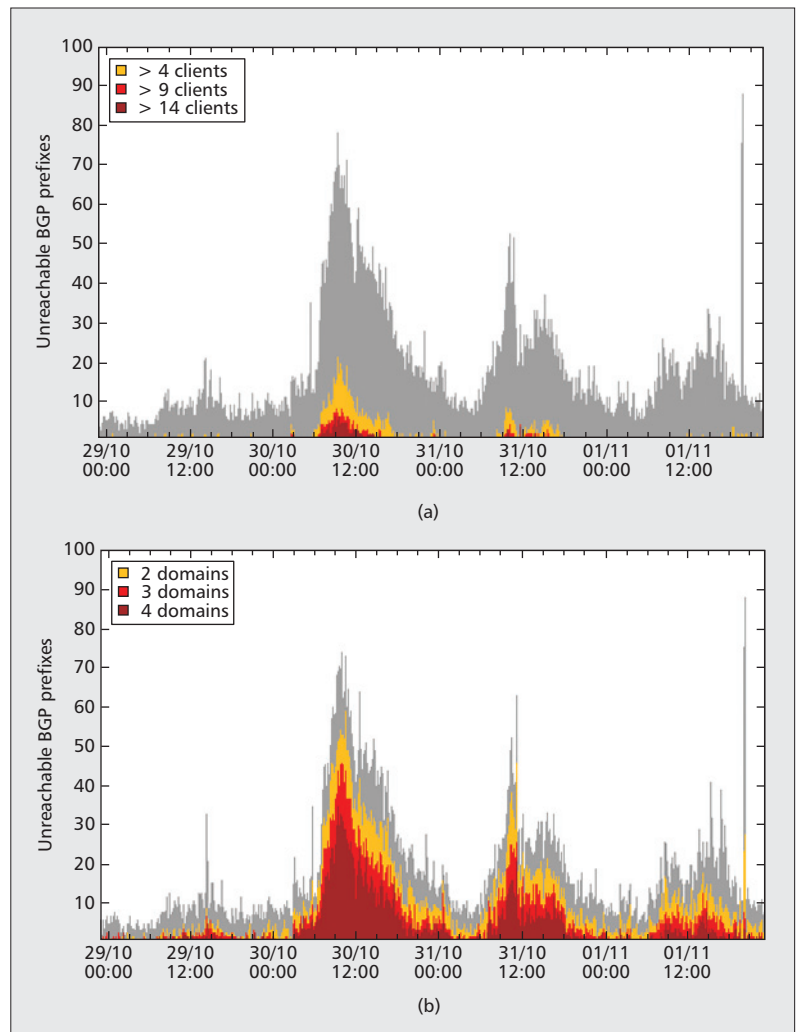 100
> 4 clients
90
> 9 clients
> 14 clients
80
70
60
50
40
30
20
10
Unreachable BGP prefixes
29/10 29/10 30/10 30/10 31/10 31/10 01/11 01/11
00:00 12:00 00:00 12:00 00:00 12:00 00:00 12:00
(a)
100
2 domains
90
3 domains
4 domains
80
70
60
50
40
30
20
10
Unreachable BGP prefixes
29/10 29/10 30/10 30/10 31/10 31/10 01/11 01/11
00:00 12:00 00:00 12:00 00:00 12:00 00:00 12:00
(b)